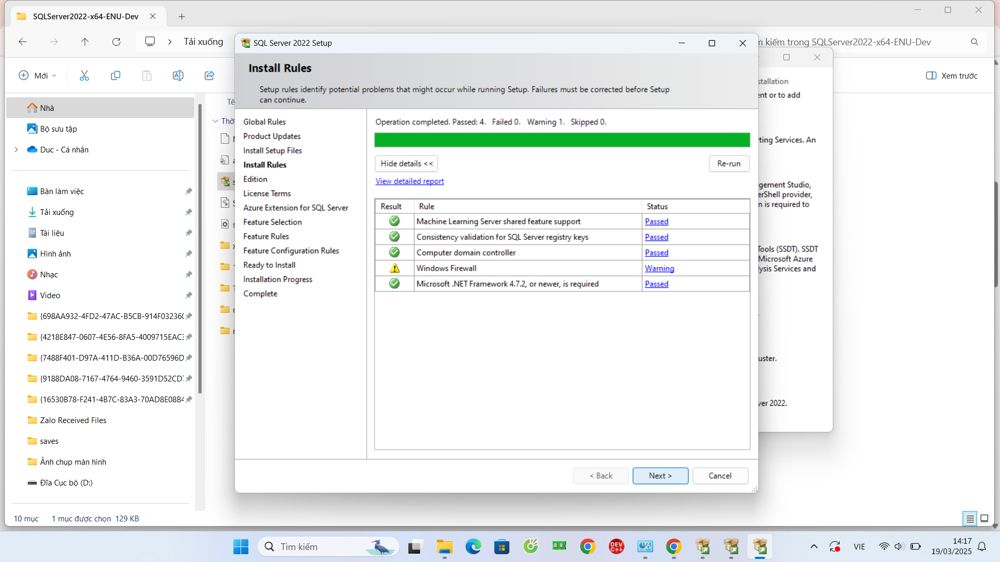 SQLServer2022-x64-ENU-Dev
Tải xuống
m kiếm trong SQLServer2022-x64-ENU-Dev
Mới
Xem trước
Nhà
Bộ sưu tập
Duc - Cá nhân
Bàn làm việc
Tải xuống
Tài liệu
Hình ảnh
Nhạc
Video
{698AA932-4FD2-47AC-B5CB-914F03236
{4218E847-0607-4E56-8FA5-4009715EAC
{7488F401-D97A-411D-B36A-00D76596D
{9188DA08-7167-4764-9460-3591D52CD
{16530B78-F241-4B7C-83A3-70AD8E08B4
Zalo Received Files
saves
Ảnh chụp màn hình
Đĩa Cục bộ (D:)
10 mục
1 mục được chọn 129 KB
Tê
Thờ
SQL Server 2022 Setup
Install Rules
Setup rules identify potential problems that might occur while running Setup. Failures must be corrected before Setup
can continue.
Global Rules
Product Updates
Install Setup Files
Install Rules
Edition
License Terms
Azure Extension for SQL Server
Feature Selection
Feature Rules
Feature Configuration Rules
Ready to Install
Installation Progress
Complete
Operation completed. Passed: 4. Failed 0. Warning 1. Skipped 0.
Hide details <<
Re-run
View detailed report
Result Rule Status
Machine Learning Server shared feature support Passed
Consistency validation for SQL Server registry keys Passed
Computer domain controller Passed
Windows Firewall Warning
Microsoft .NET Framework 4.7.2, or newer, is required Passed
< Back
Next >
Cancel
stallation
ent or to add
ting Services. An
gement Studio,
erShell provider,
n is required to
Tools (SSDT). SSDT
Microsoft Azure
lysis Services and
uster.
ver 2022.
Tìm kiếm
DEV
C++
VIE
14:17
19/03/2025